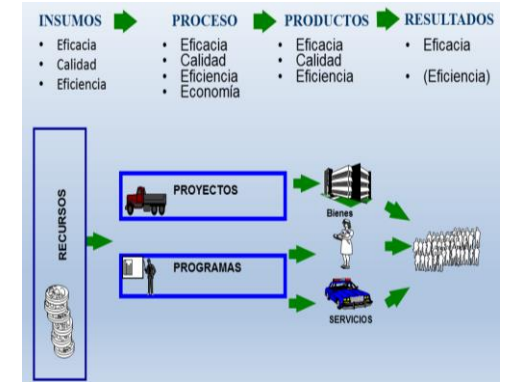 INSUMOS
• Eficacia
• Calidad
• Eficiencia
PROCESO
• Eficacia
• Calidad
• Eficiencia
• Economía
PRODUCTOS
• Eficacia
• Calidad
• Eficiencia
RESULTADOS
• Eficacia
• (Eficiencia)
RECURSOS
PROYECTOS
PROGRAMAS
Bienes
SERVICIOS